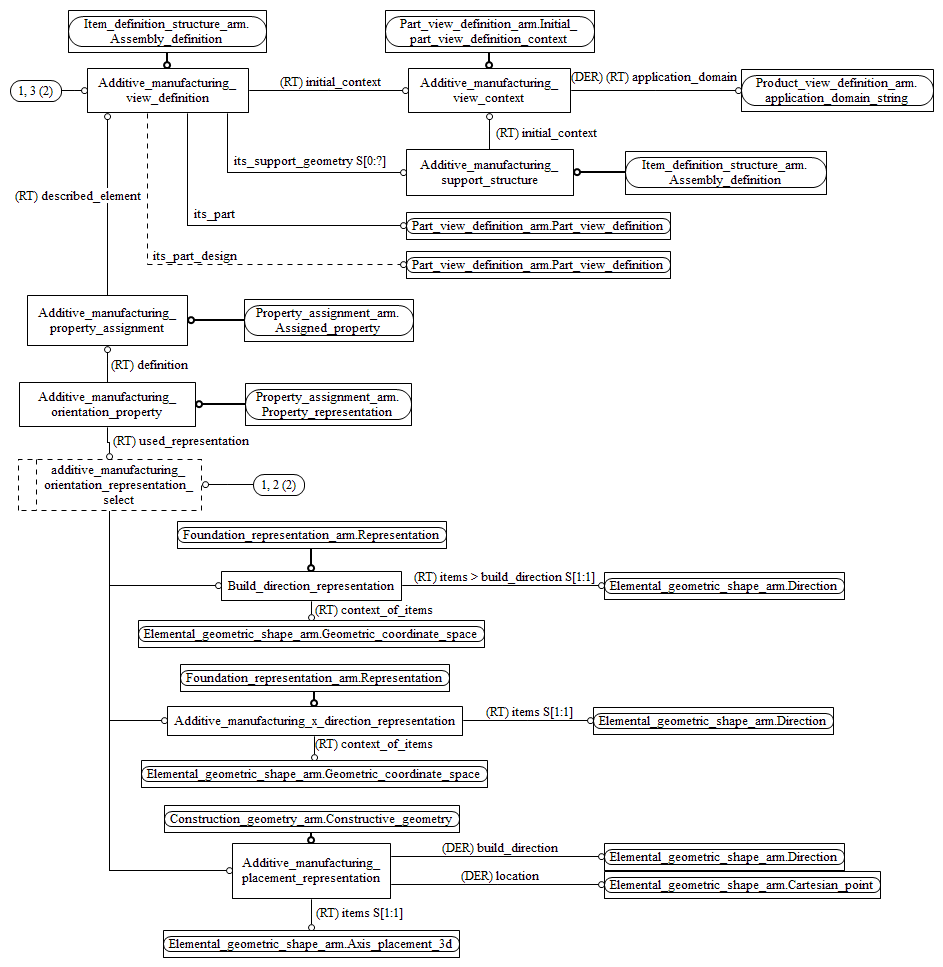 Item_definition_structure_arm.
Assembly_definition
Part_view_definition_arm.Initial_
part_view_definition_context
1, 3 (2)
Additive_manufacturing_
view_definition
(RT) initial_context
Additive_manufacturing_
view_context
(DER) (RT) application_domain
Product_view_definition_arm.
application_domain_string
(RT) initial_context
its_support_geometry S[0:?]
Additive_manufacturing_
support_structure
Item_definition_structure_arm.
Assembly_definition
(RT) described_element
its_part
Part_view_definition_arm.Part_view_definition
its_part_design
Part_view_definition_arm.Part_view_definition
Additive_manufacturing_
property_assignment
Property_assignment_arm.
Assigned_property
(RT) definition
Additive_manufacturing_
orientation_property
Property_assignment_arm.
Property_representation
(RT) used_representation
additive_manufacturing_
orientation_representation_
select
1, 2 (2)
Foundation_representation_arm.Representation
Build_direction_representation
(RT) items > build_direction S[1:1]
Elemental_geometric_shape_arm.Direction
(RT) context_of_items
Elemental_geometric_shape_arm.Geometric_coordinate_space
Foundation_representation_arm.Representation
Additive_manufacturing_x_direction_representation
(RT) items S[1:1]
Elemental_geometric_shape_arm.Direction
(RT) context_of_items
Elemental_geometric_shape_arm.Geometric_coordinate_space
Construction_geometry_arm.Constructive_geometry
Additive_manufacturing_
placement_representation
(DER) build_direction
Elemental_geometric_shape_arm.Direction
(DER) location
Elemental_geometric_shape_arm.Cartesian_point
(RT) items S[1:1]
Elemental_geometric_shape_arm.Axis_placement_3d